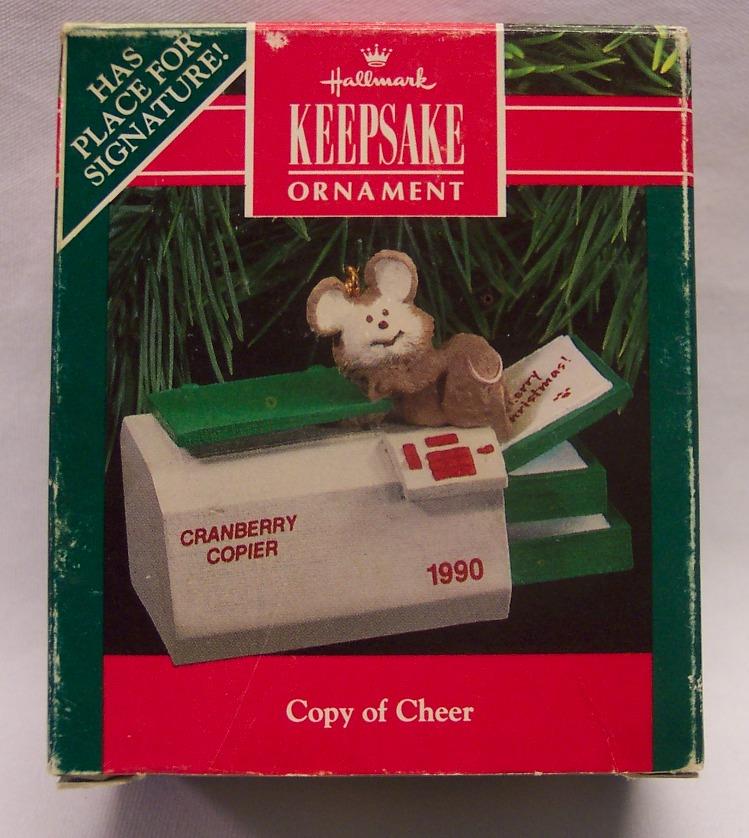 HAS
PLACE FOR
SIGNATURE!
Hallmark
KEEPSAKE
ORNAMENT
Merry
Christmas!
CRANBERRY
COPIER
1990
Copy of Cheer